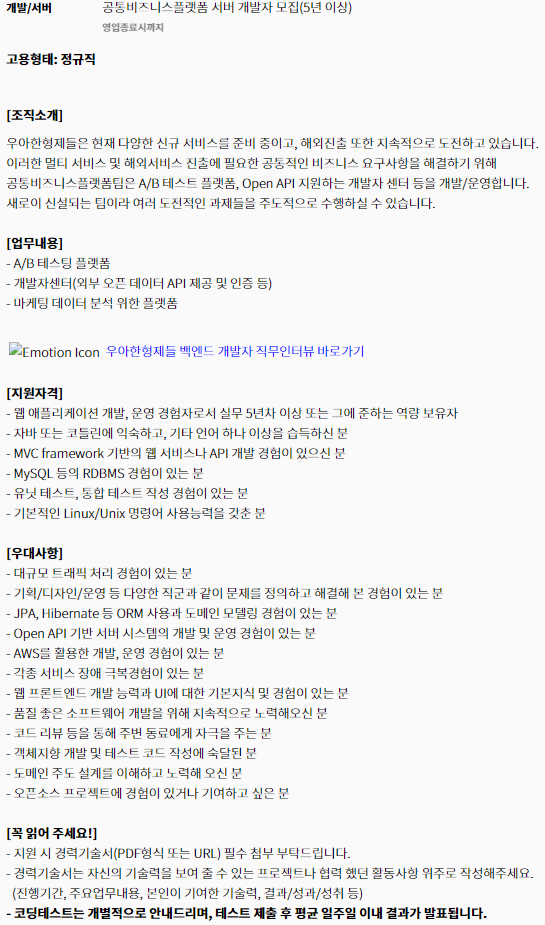 개발/서버 공통비즈니스플랫폼 서버 개발자 모집(5년 이상)
영업종료시까지
고용형태: 정규직
[조직소개]
우아한형제들은 현재 다양한 신규 서비스를 준비 중이고, 해외진출 또한 지속적으로 도전하고 있습니다.
이러한 멀티 서비스 및 해외서비스 진출에 필요한 공통적인 비즈니스 요구사항을 해결하기 위해
공통비즈니스플랫폼팀은 A/B 테스트 플랫폼, Open API 지원하는 개발자 센터 등을 개발/운영합니다.
새로이 신설되는 팀이라 여러 도전적인 과제들을 주도적으로 수행하실 수 있습니다.
[업무내용]
- A/B 테스팅 플랫폼
- 개발자센터(외부 오픈 데이터 API 제공 및 인증 등)
- 마케팅 데이터 분석 위한 플랫폼
Emotion Icon 우아한형제들 백엔드 개발자 직무인터뷰 바로가기
[지원자격]
- 웹 애플리케이션 개발, 운영 경험자로서 실무 5년차 이상 또는 그에 준하는 역량 보유자
- 자바 또는 코틀린에 익숙하고, 기타 언어 하나 이상을 습득하신 분
- MVC framework 기반의 웹 서비스나 API 개발 경험이 있으신 분
- MySQL 등의 RDBMS 경험이 있는 분
- 유닛 테스트, 통합 테스트 작성 경험이 있는 분
- 기본적인 Linux/Unix 명령어 사용능력을 갖춘 분
[우대사항]
- 대규모 트래픽 처리 경험이 있는 분
- 기획/디자인/운영 등 다양한 직군과 같이 문제를 정의하고 해결해 본 경험이 있는 분
- JPA, Hibernate 등 ORM 사용과 도메인 모델링 경험이 있는 분
- Open API 기반 서버 시스템의 개발 및 운영 경험이 있는 분
- AWS를 활용한 개발, 운영 경험이 있는 분
- 각종 서비스 장애 극복경험이 있는 분
- 웹 프론트엔드 개발 능력과 UI에 대한 기본지식 및 경험이 있는 분
- 품질 좋은 소프트웨어 개발을 위해 지속적으로 노력해오신 분
- 코드 리뷰 등을 통해 주변 동료에게 자극을 주는 분
- 객체지향 개발 및 테스트 코드 작성에 숙달된 분
- 도메인 주도 설계를 이해하고 노력해 오신 분
- 오픈소스 프로젝트에 경험이 있거나 기여하고 싶은 분
[꼭 읽어 주세요!]
- 지원 시 경력기술서(PDF형식 또는 URL) 필수 첨부 부탁드립니다.
- 경력기술서는 자신의 기술력을 보여 줄 수 있는 프로젝트나 협력 했던 활동사항 위주로 작성해주세요.
(진행기간, 주요업무내용, 본인이 기여한 기술력, 결과/성과/성취 등)
- 코딩테스트는 개별적으로 안내드리며, 테스트 제출 후 평균 일주일 이내 결과가 발표됩니다.